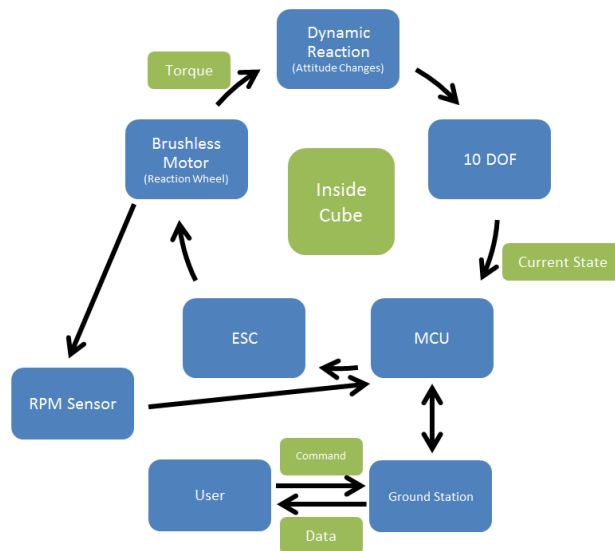 Dynamic
Reaction
(Attitude Changes)
Torque
Brushless
Motor
(Reaction Wheel)
10 DOF
Inside
Cube
Current State
ESC
MCU
RPM Sensor
Command
User
Ground Station
Data